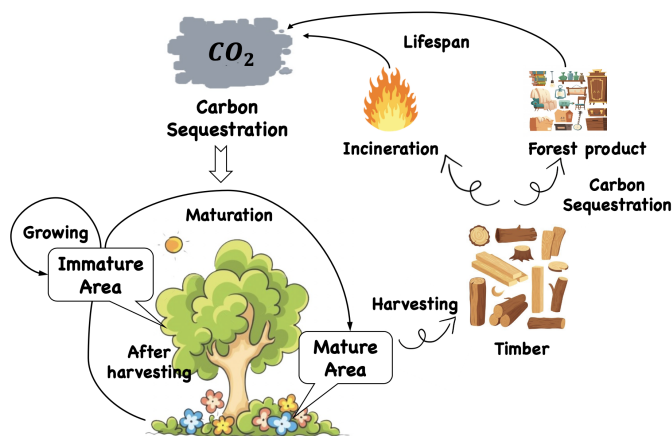 CO₂
Lifespan
Carbon
Sequestration
Incineration
Forest product
Carbon
Sequestration
Maturation
Growing
Immature
Area
Harvesting
After
harvesting
Mature
Area
Timber